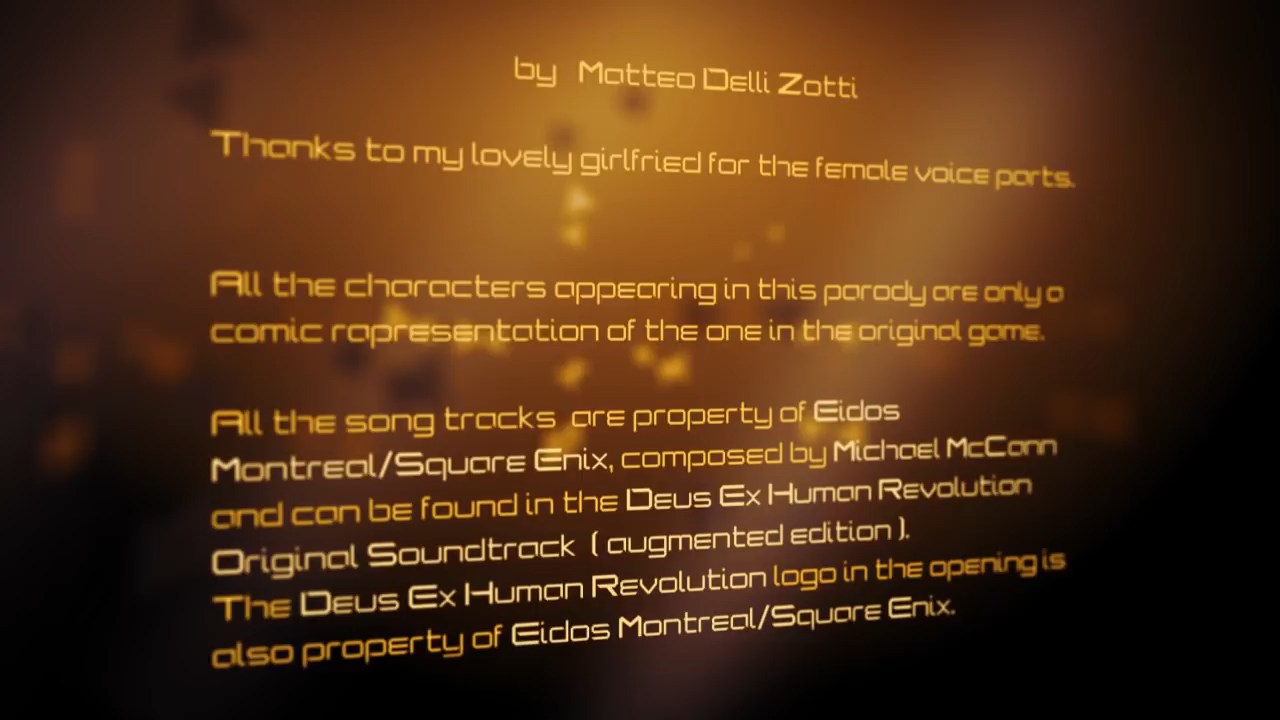 by Matteo Delli Zotti
Thanks to my lovely girlfried for the female voice parts.
All the characters appearing in this parody are only a
comic rapresentation of the one in the original game.
All the song tracks are property of Eidos
Montreal/Square Enix, composed by Michael McCann
and can be found in the Deus Ex Human Revolution
Original Soundtrack ( augmented edition ).
The Deus Ex Human Revolution logo in the opening is
also property of Eidos Montreal/Square Enix.